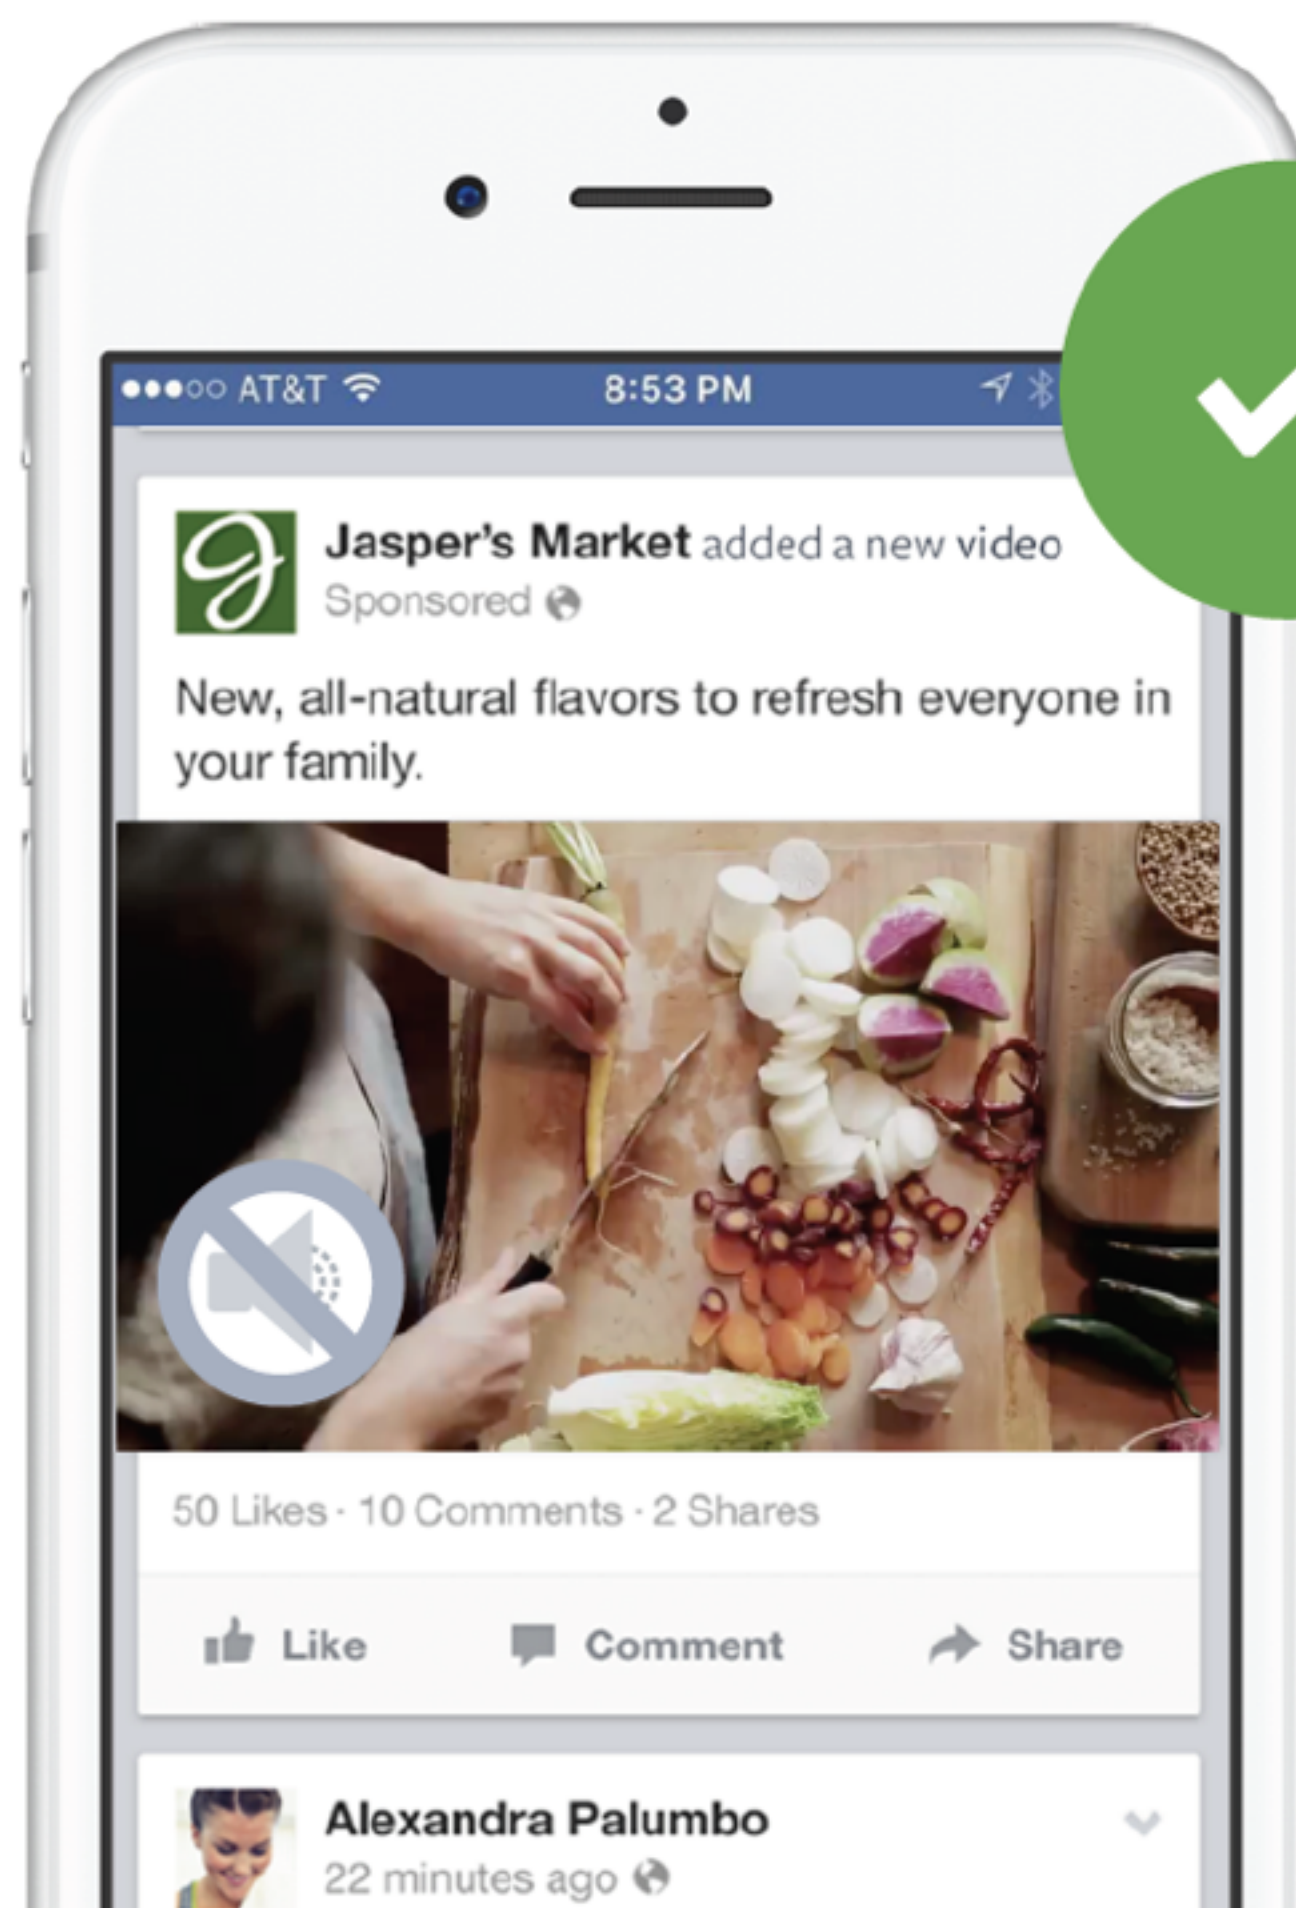 AT&T 8:53 PM
Jasper's Market added a new video
Sponsored
New, all-natural flavors to refresh everyone in
your family.
50 Likes · 10 Comments · 2 Shares
Like Comment Share
Alexandra Palumbo
22 minutes ago